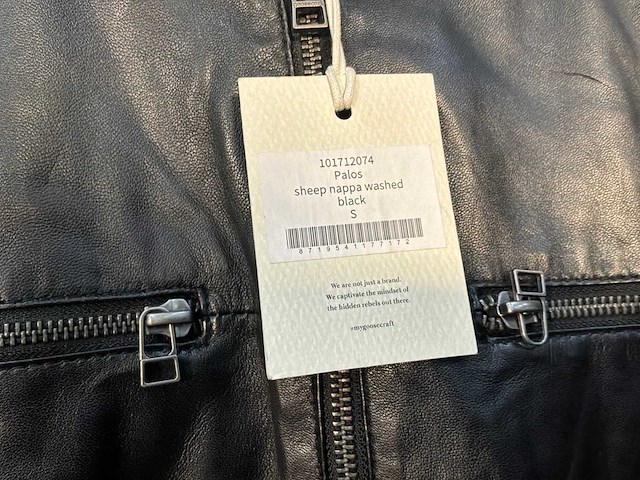 101712074
Palos
sheep nappa washed
black
S
8719541177172
We are not just a brand.
We captivate the mindset of
the hidden rebels out there.
#mygoosecraft